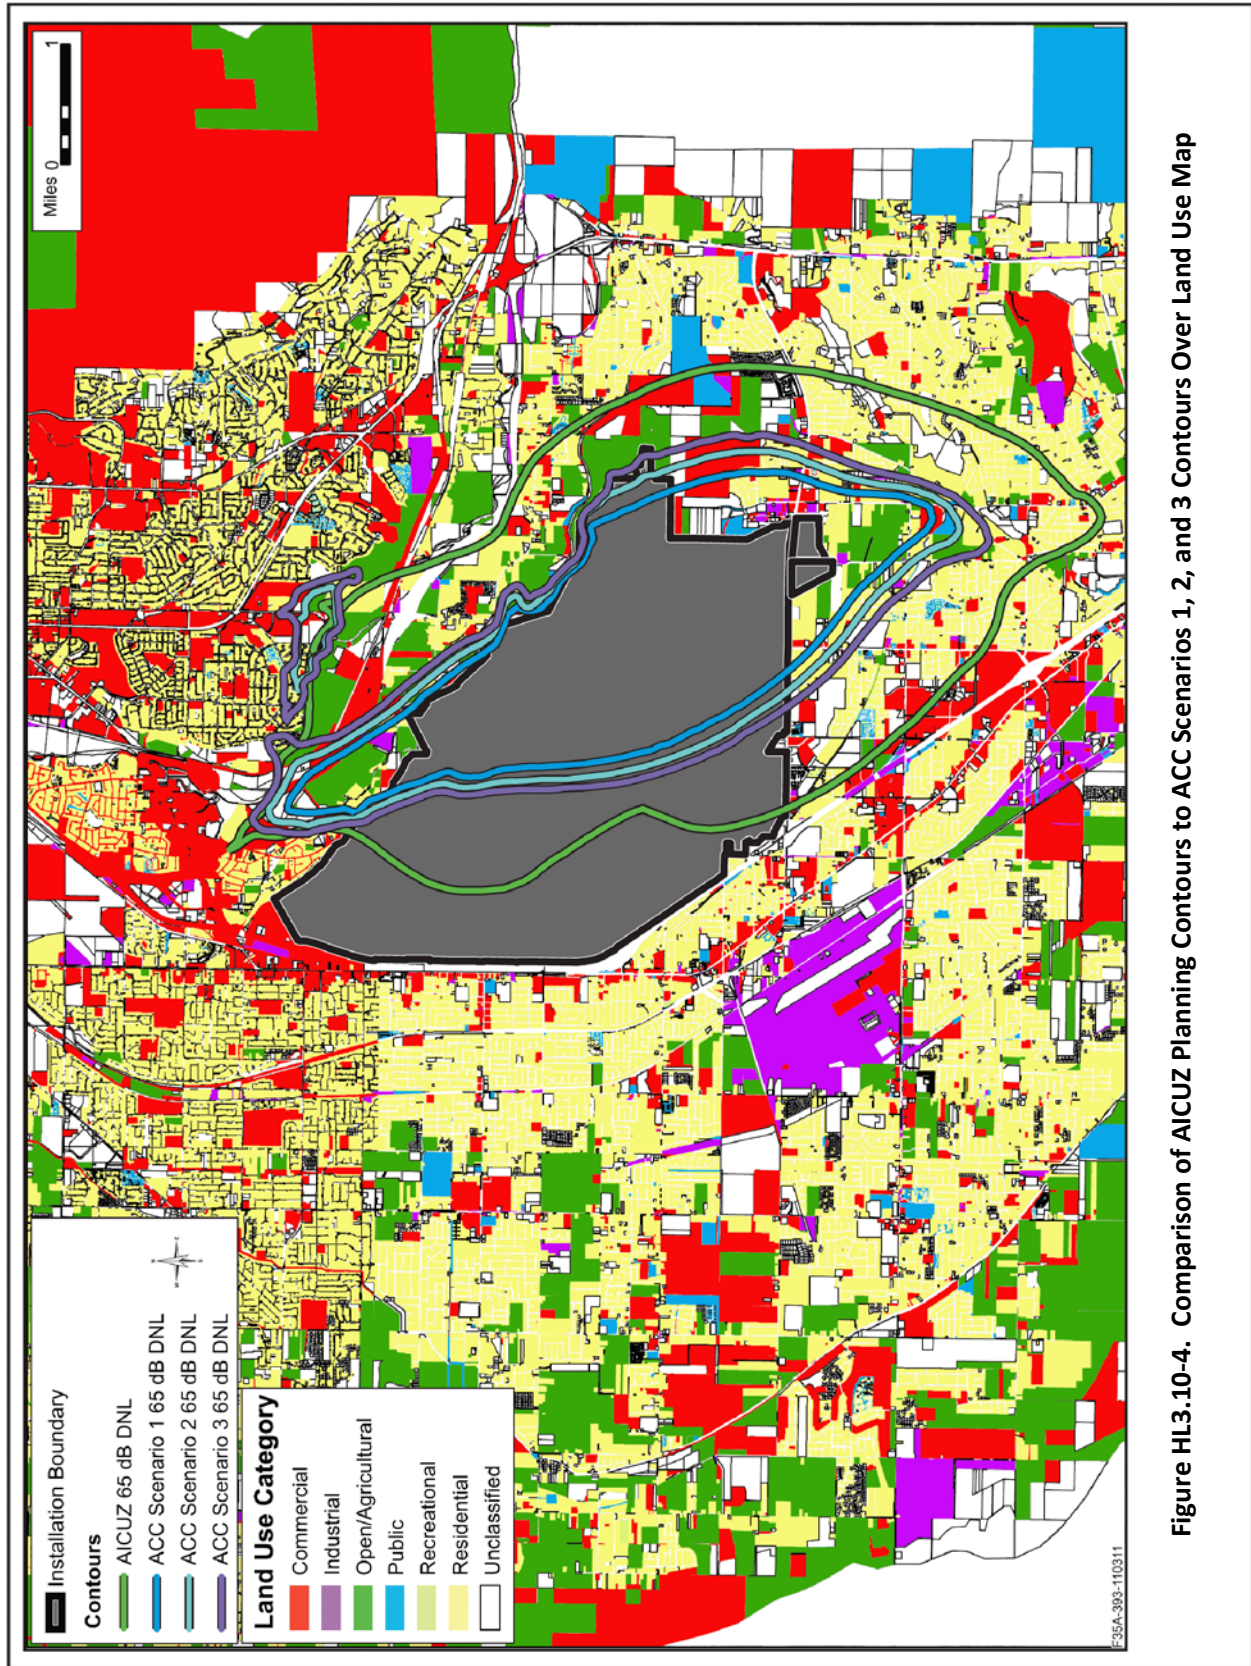 Installation Boundary
Contours
AICUZ 65 dB DNL
ACC Scenario 1 65 dB DNL
ACC Scenario 2 65 dB DNL
ACC Scenario 3 65 dB DNL
Land Use Category
Commercial
Industrial
Open/Agricultural
Public
Recreational
Residential
Unclassified
Miles 0 1
F35A-393-110311
Figure HL3.10-4. Comparison of AICUZ Planning Contours to ACC Scenarios 1, 2, and 3 Contours Over Land Use Map